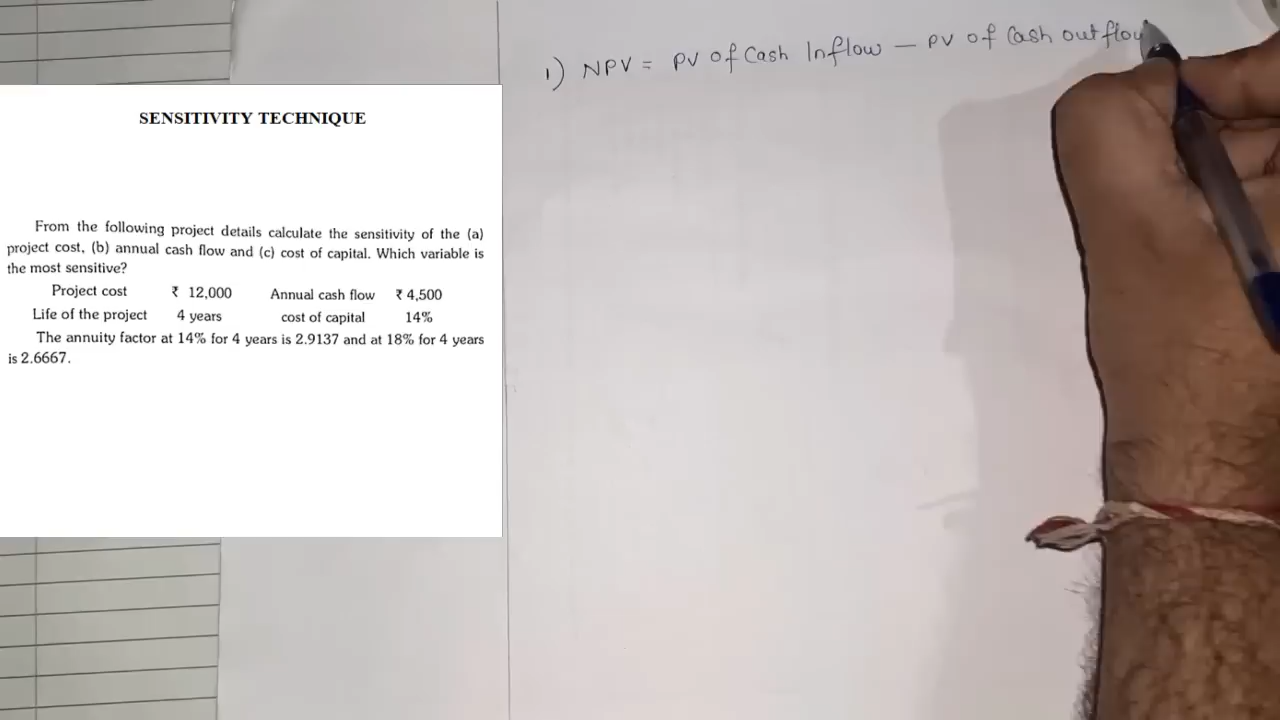 1) NPV = PV of Cash Inflow — PV of Cash outflow
SENSITIVITY TECHNIQUE
From the following project details calculate the sensitivity of the (a)
project cost, (b) annual cash flow and (c) cost of capital. Which variable is
the most sensitive?
Project cost ₹ 12,000 Annual cash flow ₹ 4,500
Life of the project 4 years cost of capital 14%
The annuity factor at 14% for 4 years is 2.9137 and at 18% for 4 years
is 2.6667.